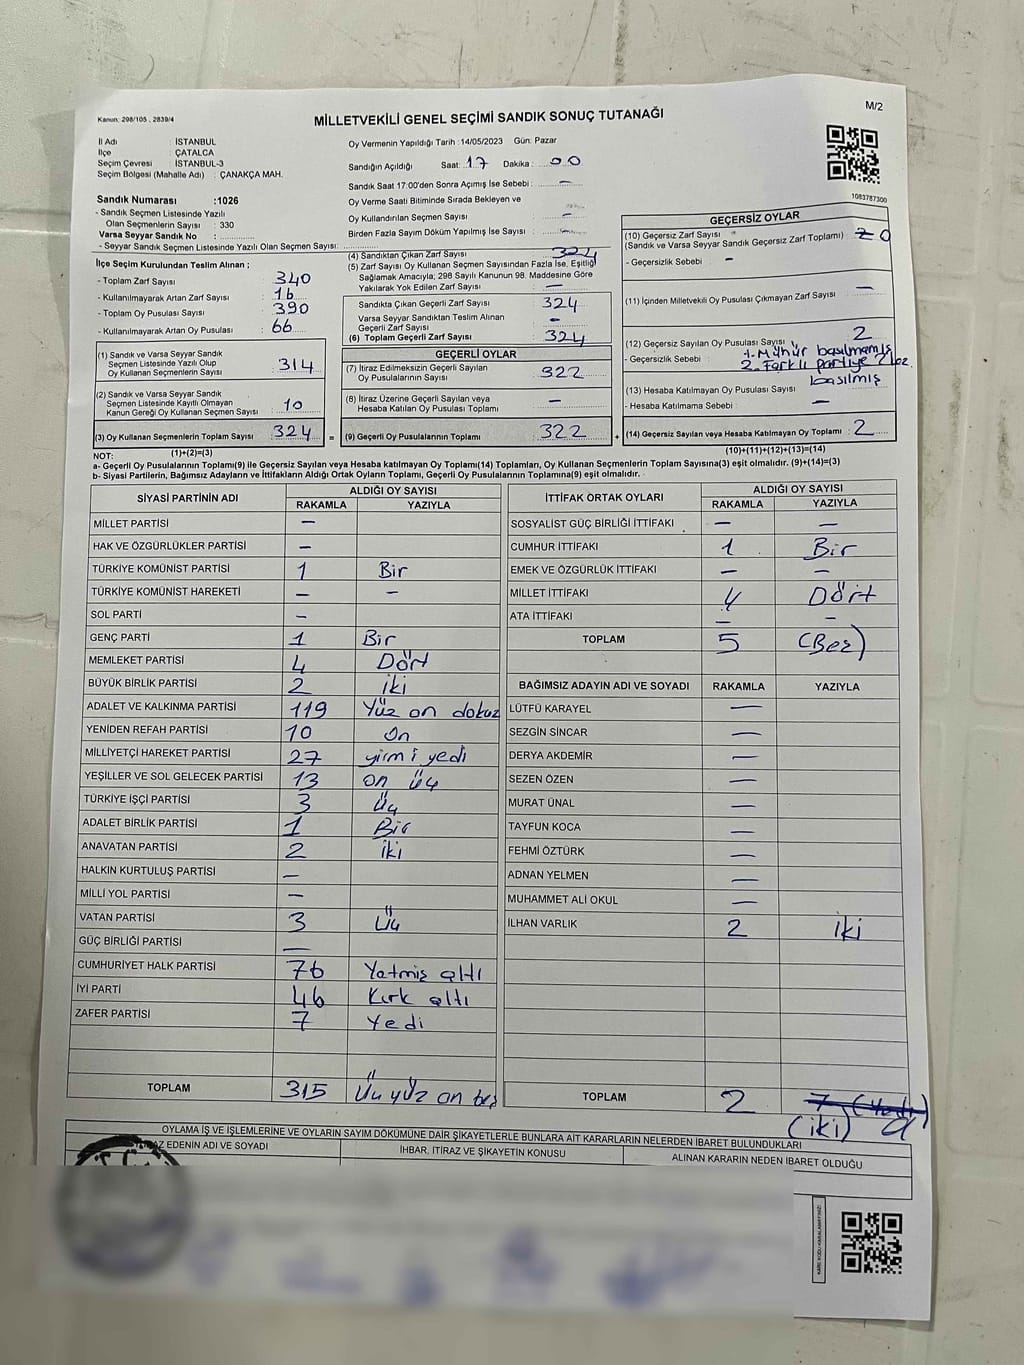 Kanun: 298/105 , 2839/4
M/2
MİLLETVEKİLİ GENEL SEÇİMİ SANDIK SONUÇ TUTANAĞI
İl Adı : İSTANBUL
İlçe : ÇATALCA
Seçim Çevresi : İSTANBUL-3
Seçim Bölgesi (Mahalle Adı) : ÇANAKÇA MAH.
Oy Vermenin Yapıldığı Tarih :14/05/2023 Gün: Pazar
Sandığın Açıldığı Saat: 17 Dakika : 00
Sandık Saat 17:00'den Sonra Açımış İse Sebebi : —
Sandık Numarası :1026
- Sandık Seçmen Listesinde Yazılı
Olan Seçmenlerin Sayısı : 330
Varsa Seyyar Sandık No :
- Seyyar Sandık Seçmen Listesinde Yazılı Olan Seçmen Sayısı:
Oy Verme Saati Bitiminde Sırada Bekleyen ve
Oy Kullandırılan Seçmen Sayısı : —
Birden Fazla Sayım Döküm Yapılmış İse Sayısı :
1083787300
İlçe Seçim Kurulundan Teslim Alınan ;
- Toplam Zarf Sayısı : 340
- Kullanılmayarak Artan Zarf Sayısı : 16
- Toplam Oy Pusulası Sayısı : 390
- Kullanılmayarak Artan Oy Pusulası : 66
(4) Sandıktan Çıkan Zarf Sayısı : 324
(5) Zarf Sayısı Oy Kullanan Seçmen Sayısından Fazla İse, Eşitliği
Sağlamak Amacıyla; 298 Sayılı Kanunun 98. Maddesine Göre
Yakılarak Yok Edilen Zarf Sayısı : —
Sandıkta Çıkan Geçerli Zarf Sayısı : 324
Varsa Seyyar Sandıktan Teslim Alınan
Geçerli Zarf Sayısı : —
(6) Toplam Geçerli Zarf Sayısı : 324
GEÇERSİZ OYLAR
(10) Geçersiz Zarf Sayısı
(Sandık ve Varsa Seyyar Sandık Geçersiz Zarf Toplamı) : 0
- Geçersizlik Sebebi : —
(11) İçinden Milletvekili Oy Pusulası Çıkmayan Zarf Sayısı : —
(12) Geçersiz Sayılan Oy Pusulası Sayısı : 2
- Geçersizlik Sebebi : 1. Mühür basılmamış
2. Farklı partiye
basılmış
(13) Hesaba Katılmayan Oy Pusulası Sayısı :
- Hesaba Katılmama Sebebi : —
(14) Geçersiz Sayılan veya Hesaba Katılmayan Oy Toplamı : 2
(10)+(11)+(12)+(13)=(14)
(1) Sandık ve Varsa Seyyar Sandık
Seçmen Listesinde Yazılı Olup
Oy Kullanan Seçmenlerin Sayısı : 314
(2) Sandık ve Varsa Seyyar Sandık
Seçmen Listesinde Kayıtlı Olmayan
Kanun Gereği Oy Kullanan Seçmen Sayısı : 10
(3) Oy Kullanan Seçmenlerin Toplam Sayısı : 324 =
(1)+(2)=(3)
GEÇERLİ OYLAR
(7) İtiraz Edilmeksizin Geçerli Sayılan
Oy Pusulalarının Sayısı : 322
(8) İtiraz Üzerine Geçerli Sayılan veya
Hesaba Katılan Oy Pusulası Toplamı : —
(9) Geçerli Oy Pusulalarının Toplamı : 322 +
NOT:
a- Geçerli Oy Pusulalarının Toplamı(9) ile Geçersiz Sayılan veya Hesaba katılmayan Oy Toplamı(14) Toplamları, Oy Kullanan Seçmenlerin Toplam Sayısına(3) eşit olmalıdır. (9)+(14)=(3)
b- Siyasi Partilerin, Bağımsız Adayların ve İttifakların Aldığı Ortak Oyların Toplamı, Geçerli Oy Pusulalarının Toplamına(9) eşit olmalıdır.
SİYASİ PARTİNİN ADI ALDIĞI OY SAYISI
RAKAMLA YAZIYLA
MİLLET PARTİSİ —
HAK VE ÖZGÜRLÜKLER PARTİSİ —
TÜRKİYE KOMÜNİST PARTİSİ 1 Bir
TÜRKİYE KOMÜNİST HAREKETİ — —
SOL PARTİ —
GENÇ PARTİ 1 Bir
MEMLEKET PARTİSİ 4 Dört
BÜYÜK BİRLİK PARTİSİ 2 iki
ADALET VE KALKINMA PARTİSİ 119 Yüz on dokuz
YENİDEN REFAH PARTİSİ 10 On
MİLLİYETÇİ HAREKET PARTİSİ 27 yirmi yedi
YEŞİLLER VE SOL GELECEK PARTİSİ 13 on üç
TÜRKİYE İŞÇİ PARTİSİ 3 Üç
ADALET BİRLİK PARTİSİ 1 Bir
ANAVATAN PARTİSİ 2 iki
HALKIN KURTULUŞ PARTİSİ —
MİLLİ YOL PARTİSİ —
VATAN PARTİSİ 3 Üç
GÜÇ BİRLİĞİ PARTİSİ —
CUMHURİYET HALK PARTİSİ 76 Yetmiş altı
İYİ PARTİ 46 Kırk altı
ZAFER PARTİSİ 7 Yedi
TOPLAM 315 Üçyüz on beş
İTTİFAK ORTAK OYLARI ALDIĞI OY SAYISI
RAKAMLA YAZIYLA
SOSYALİST GÜÇ BİRLİĞİ İTTİFAKI — —
CUMHUR İTTİFAKI 1 Bir
EMEK VE ÖZGÜRLÜK İTTİFAKI — —
MİLLET İTTİFAKI 4 Dört
ATA İTTİFAKI — —
TOPLAM 5 (Beş)
BAĞIMSIZ ADAYIN ADI VE SOYADI RAKAMLA YAZIYLA
LÜTFÜ KARAYEL —
SEZGİN SİNCAR —
DERYA AKDEMİR —
SEZEN ÖZEN —
MURAT ÜNAL —
TAYFUN KOCA —
FEHMİ ÖZTÜRK —
ADNAN YELMEN —
MUHAMMET ALİ OKUL —
İLHAN VARLIK 2 iki
TOPLAM 2 7 (Yedi)
(iki)
OYLAMA İŞ VE İŞLEMLERİNE VE OYLARIN SAYIM DÖKÜMÜNE DAİR ŞİKAYETLERLE BUNLARA AİT KARARLARIN NELERDEN İBARET BULUNDUKLARI
EDENİN ADI VE SOYADI
İHBAR, İTİRAZ VE ŞİKAYETİN KONUSU
ALINAN KARARIN NEDEN İBARET OLDUĞU